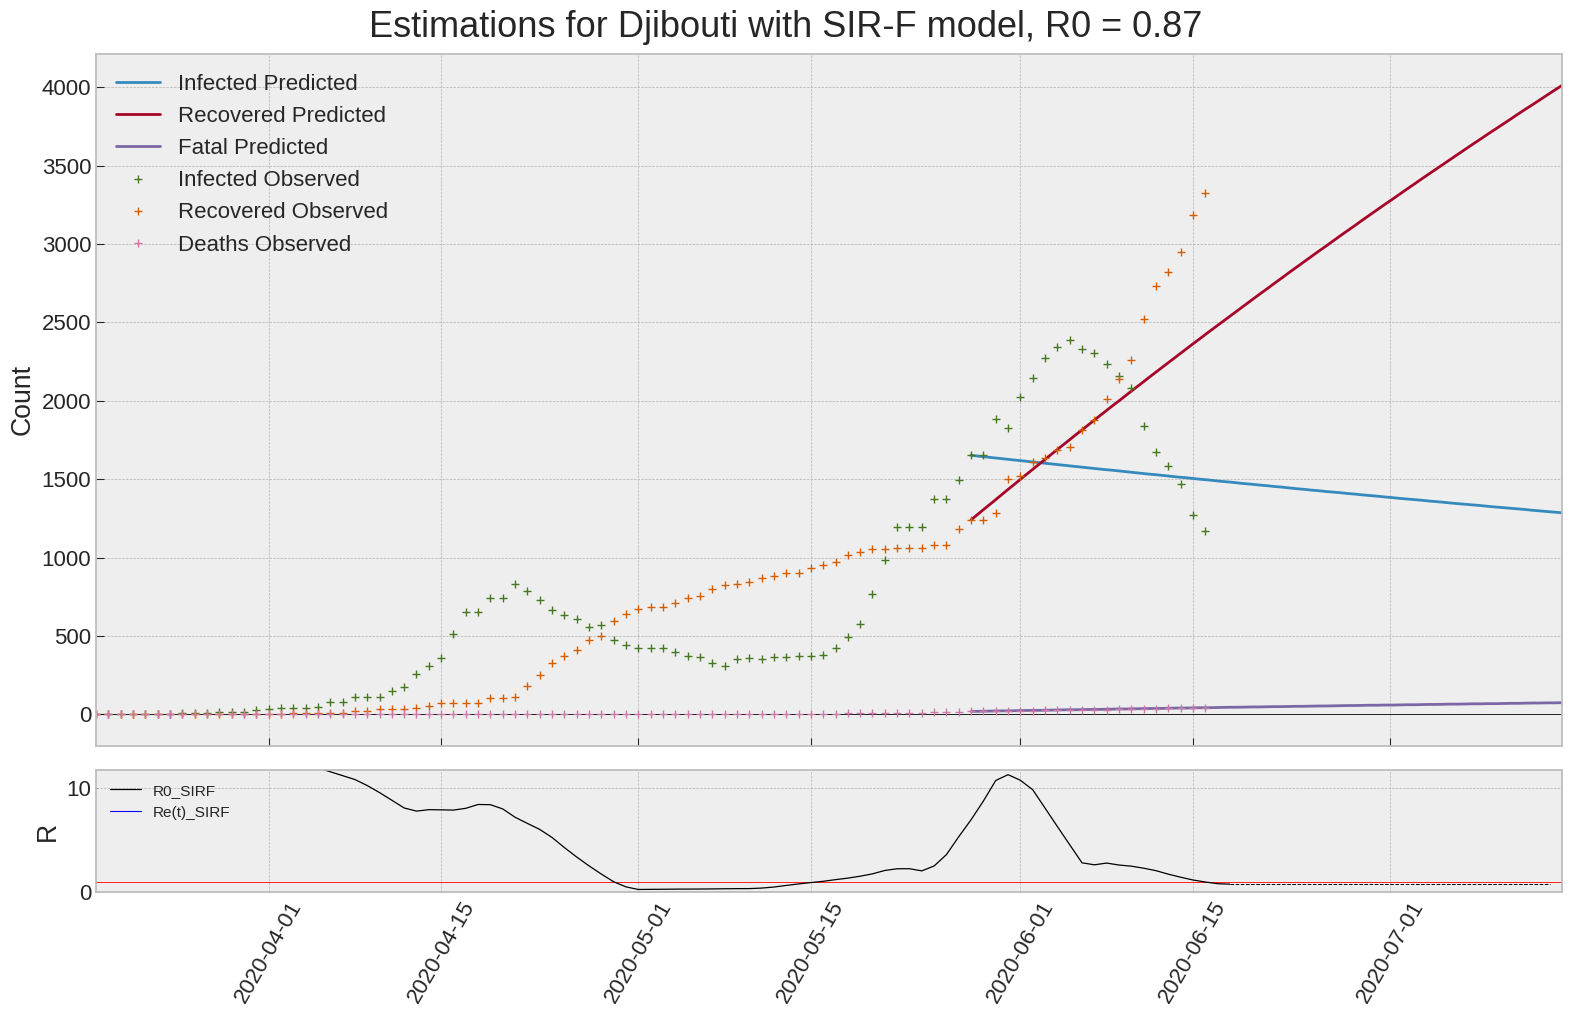 Estimations for Djibouti with SIR-F model, R0 = 0.87
Infected Predicted
Recovered Predicted
Fatal Predicted
Infected Observed
Recovered Observed
Deaths Observed
4000
3500
3000
2500
2000
1500
1000
500
0
Count
R0_SIRF
Re(t)_SIRF
10
0
R
2020-04-01
2020-04-15
2020-05-01
2020-05-15
2020-06-01
2020-06-15
2020-07-01